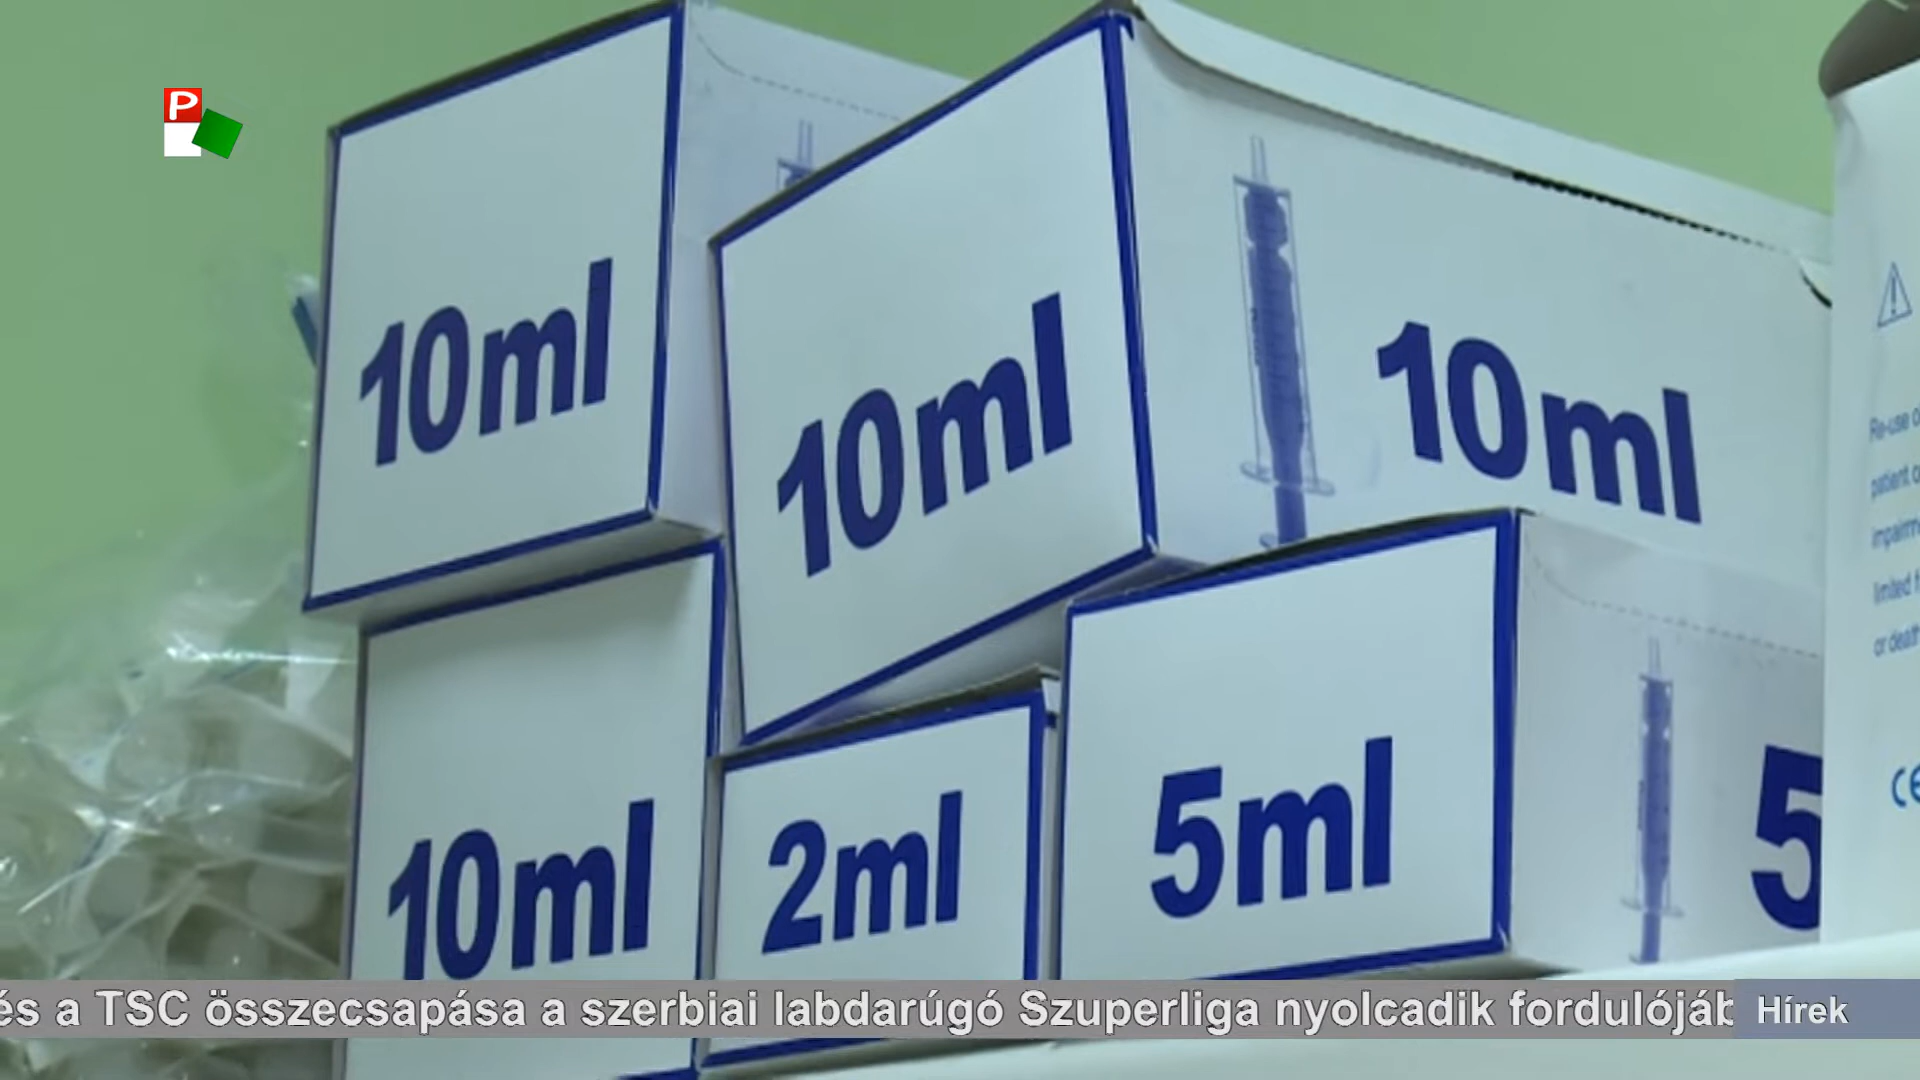 P
10ml
10ml
10ml
10ml
2ml
5ml
5
Re-use o
patient o
limited
or death
CE
és a TSC összecsapása a szerbiai labdarúgó Szuperliga nyolcadik fordulójáb
Hírek